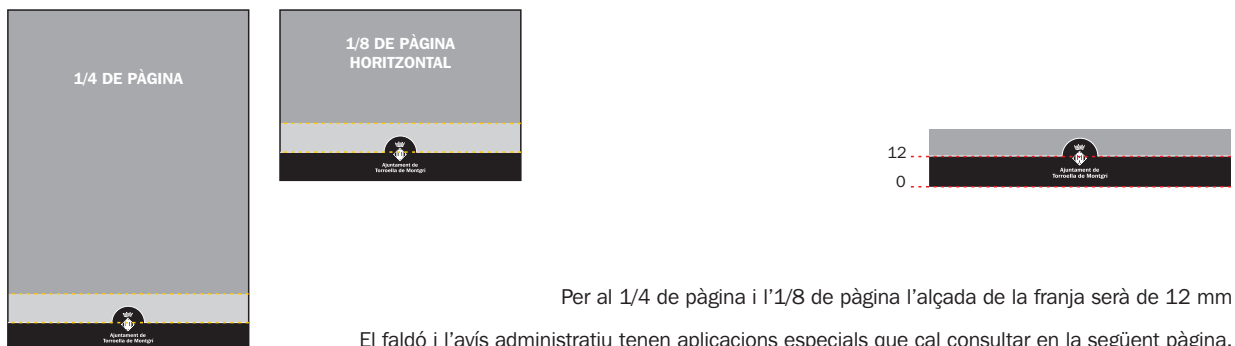 1/4 DE PÀGINA
Ajuntament de
Torroella de Montgrí
1/8 DE PÀGINA
HORITZONTAL
Ajuntament de
Torroella de Montgrí
12
0
Ajuntament de
Torroella de Montgrí
Per al 1/4 de pàgina i l’1/8 de pàgina l’alçada de la franja serà de 12 mm
El faldó i l’avís administratiu tenen aplicacions especials que cal consultar en la següent pàgina.